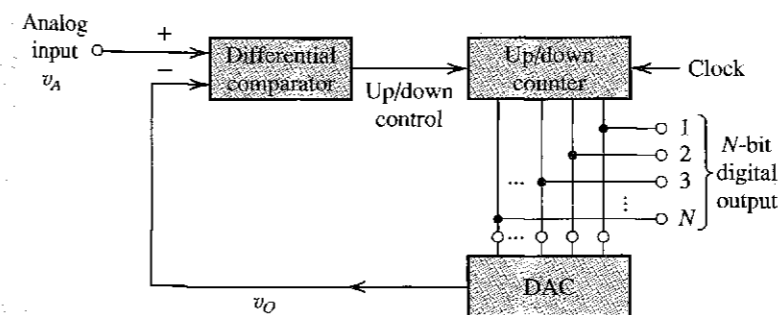 Analog
input
v_A
+
−
Differential
comparator
Up/down
control
Up/down
counter
Clock
1
2
3
...
⋮
N
N-bit
digital
output
...
DAC
v_O